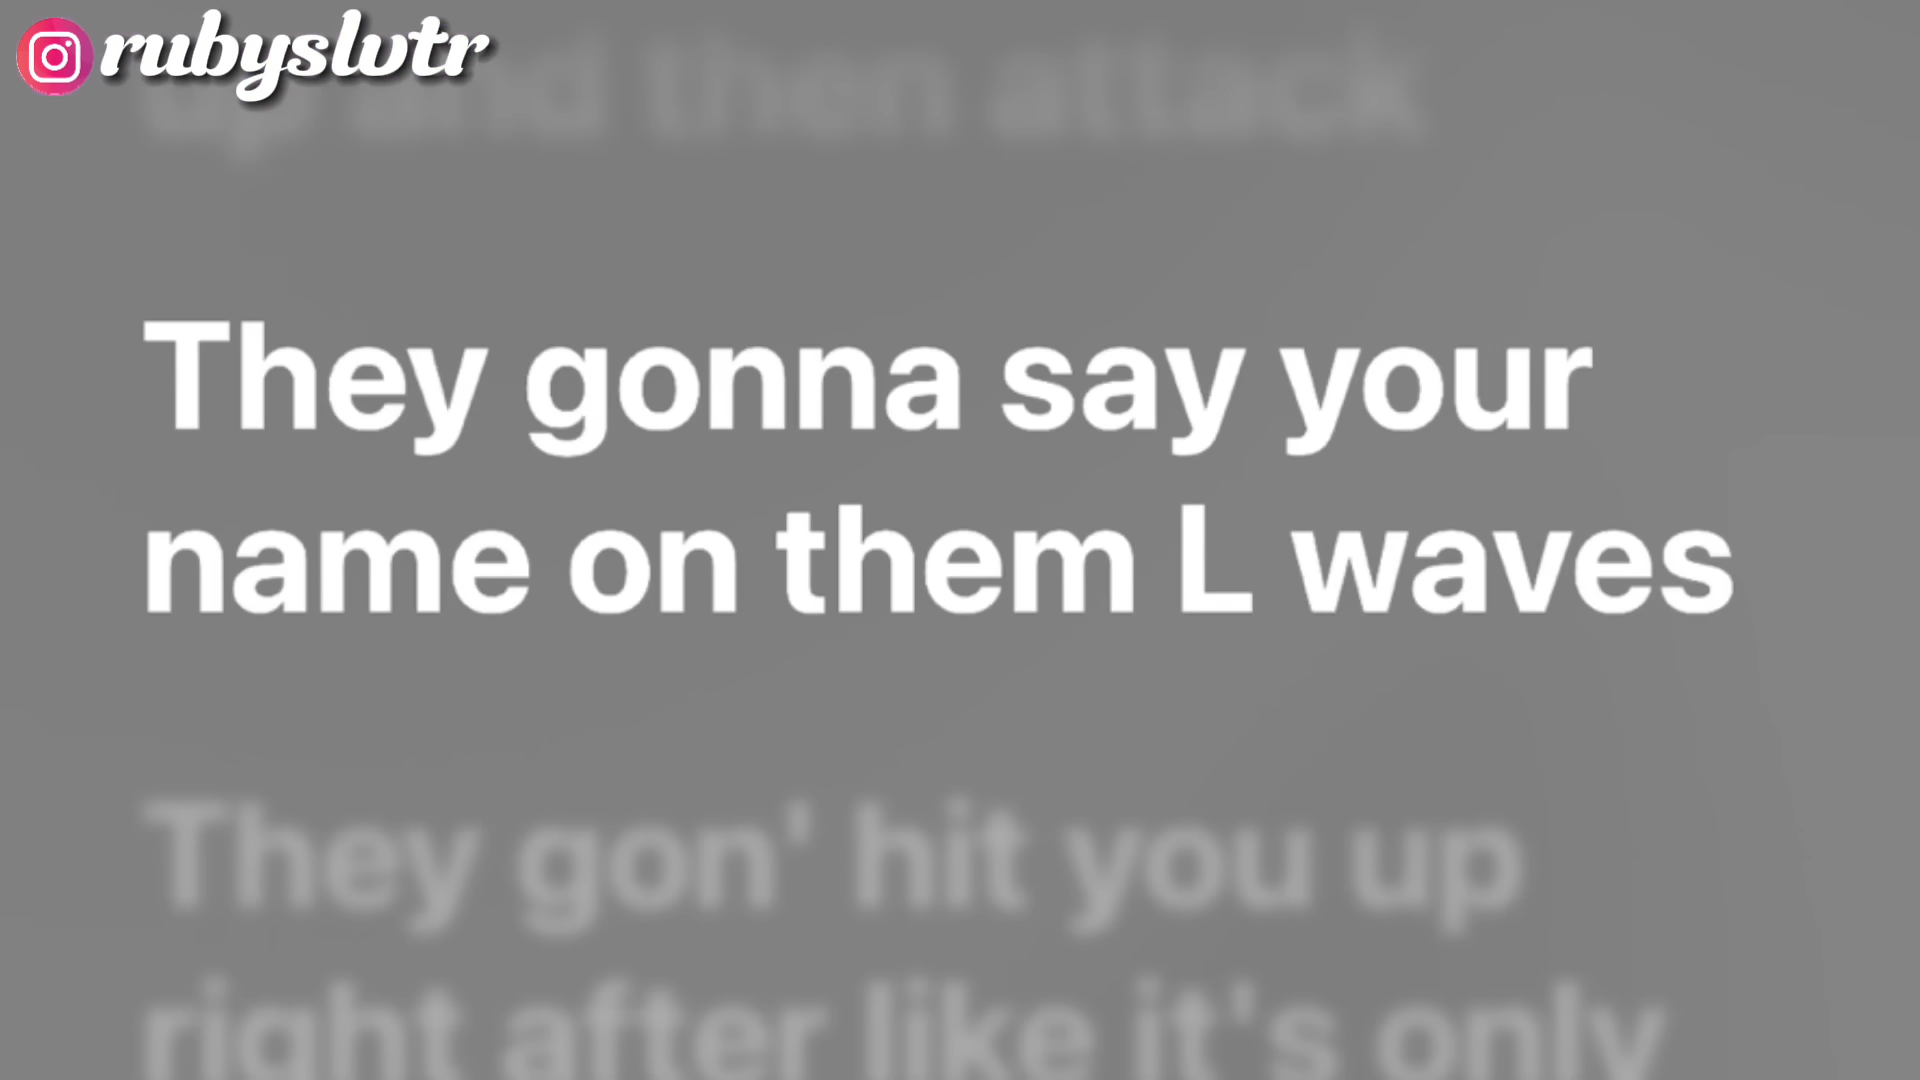 rubyslvtr
up and then attack
They gonna say your
name on them L waves
They gon' hit you up
right after like it's only